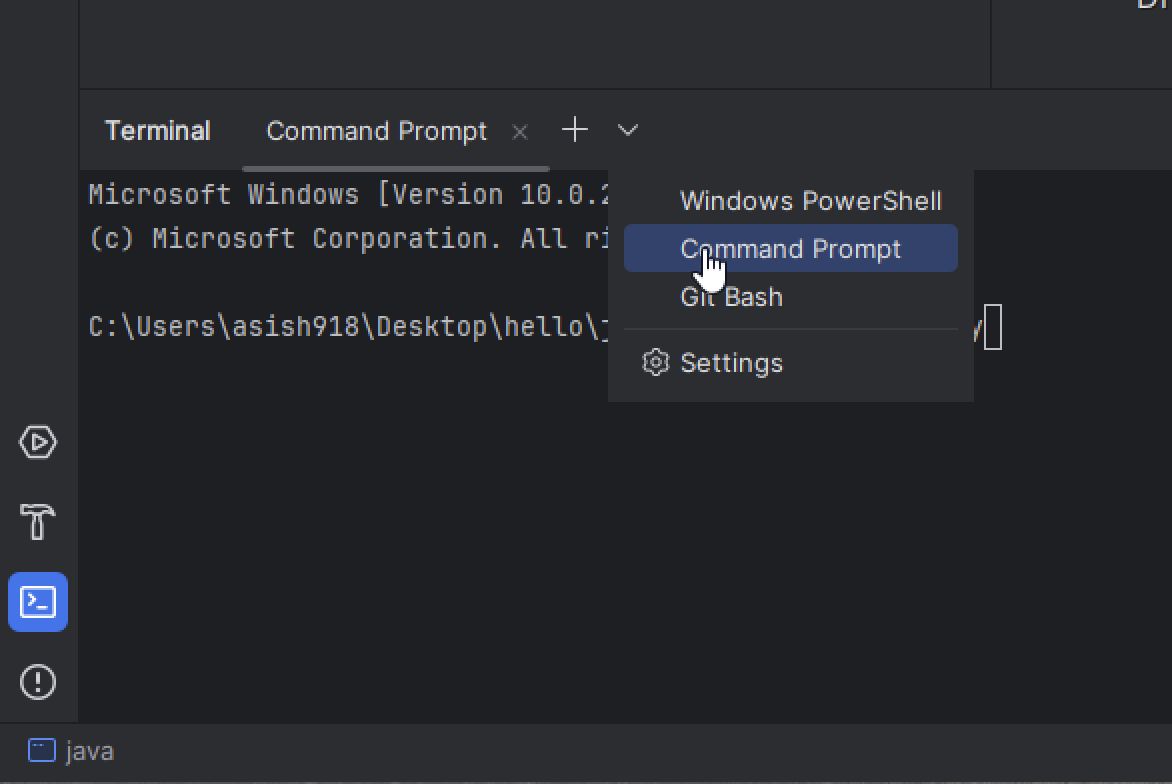 Terminal Command Prompt
Microsoft Windows [Version 10.0.2
Windows PowerShell
(c) Microsoft Corporation. All ri
Command Prompt
Git Bash
C:\Users\asish918\Desktop\hello\
Settings
java